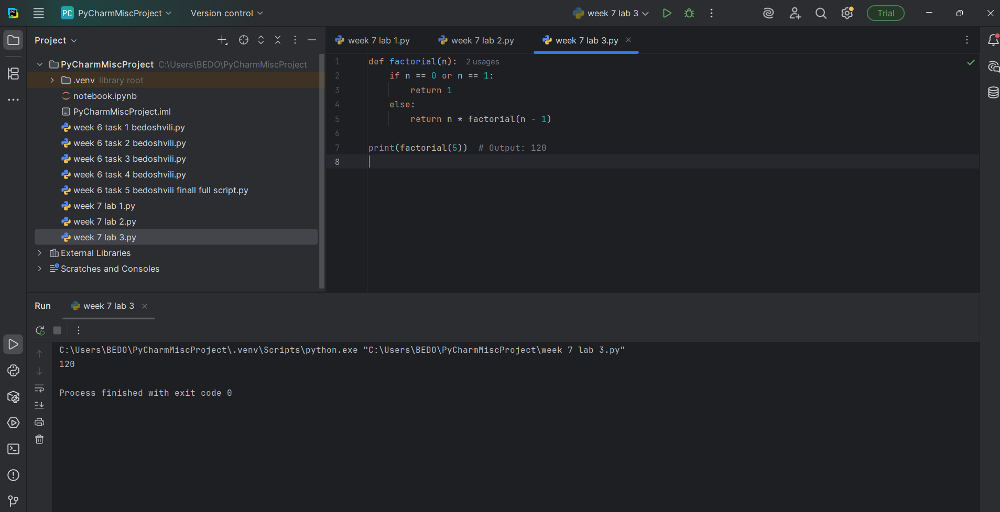 PC PyCharmMiscProject Version control week 7 lab 3 Trial
Project
week 7 lab 1.py week 7 lab 2.py week 7 lab 3.py
PyCharmMiscProject C:\Users\BEDO\PyCharmMiscProject
.venv library root
notebook.ipynb
PyCharmMiscProject.iml
week 6 task 1 bedoshvili.py
week 6 task 2 bedoshvili.py
week 6 task 3 bedoshvili.py
week 6 task 4 bedoshvili.py
week 6 task 5 bedoshvili finall full script.py
week 7 lab 1.py
week 7 lab 2.py
week 7 lab 3.py
External Libraries
Scratches and Consoles
1 def factorial(n): 2 usages
2 if n == 0 or n == 1:
3 return 1
4 else:
5 return n * factorial(n - 1)
6
7 print(factorial(5)) # Output: 120
8
Run week 7 lab 3
C:\Users\BEDO\PyCharmMiscProject\.venv\Scripts\python.exe "C:\Users\BEDO\PyCharmMiscProject\week 7 lab 3.py"
120
Process finished with exit code 0